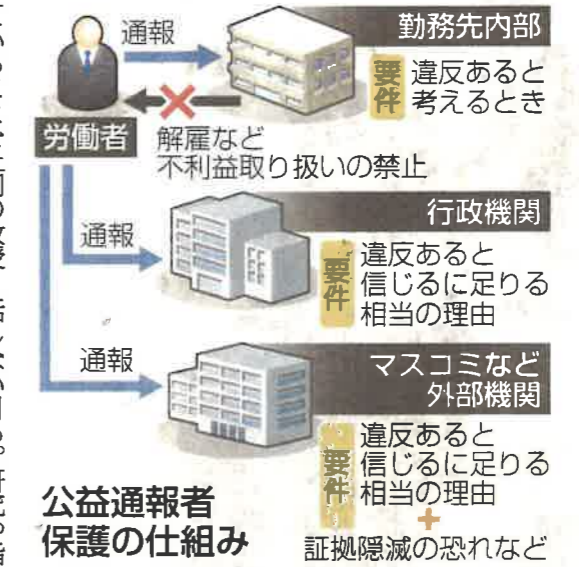 通報
勤務先内部
要件
違反あると
考えるとき
労働者
解雇など
不利益取り扱いの禁止
通報
行政機関
要件
違反あると
信じるに足りる
相当の理由
通報
マスコミなど
外部機関
要件
違反あると
信じるに足りる
相当の理由
+
証拠隠滅の恐れなど
公益通報者
保護の仕組み